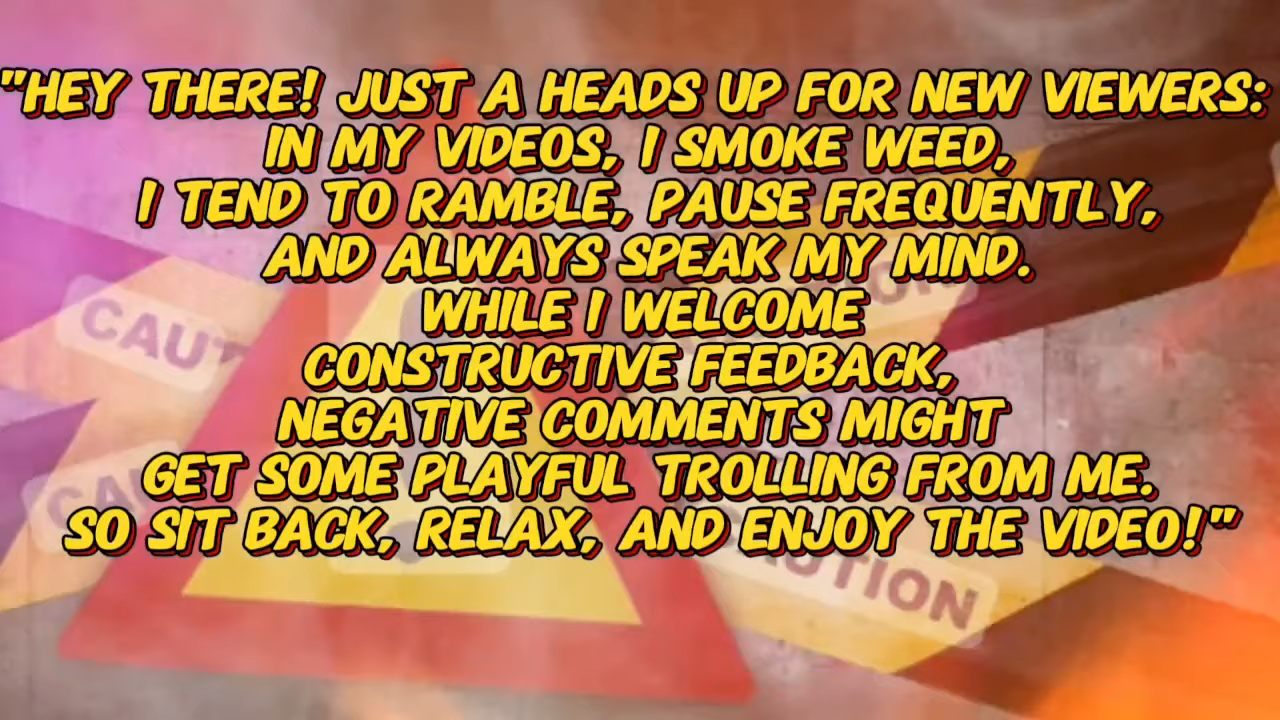 "HEY THERE! JUST A HEADS UP FOR NEW VIEWERS:
IN MY VIDEOS, I SMOKE WEED,
I TEND TO RAMBLE, PAUSE FREQUENTLY,
AND ALWAYS SPEAK MY MIND.
WHILE I WELCOME
CONSTRUCTIVE FEEDBACK,
NEGATIVE COMMENTS MIGHT
GET SOME PLAYFUL TROLLING FROM ME.
SO SIT BACK, RELAX, AND ENJOY THE VIDEO!"